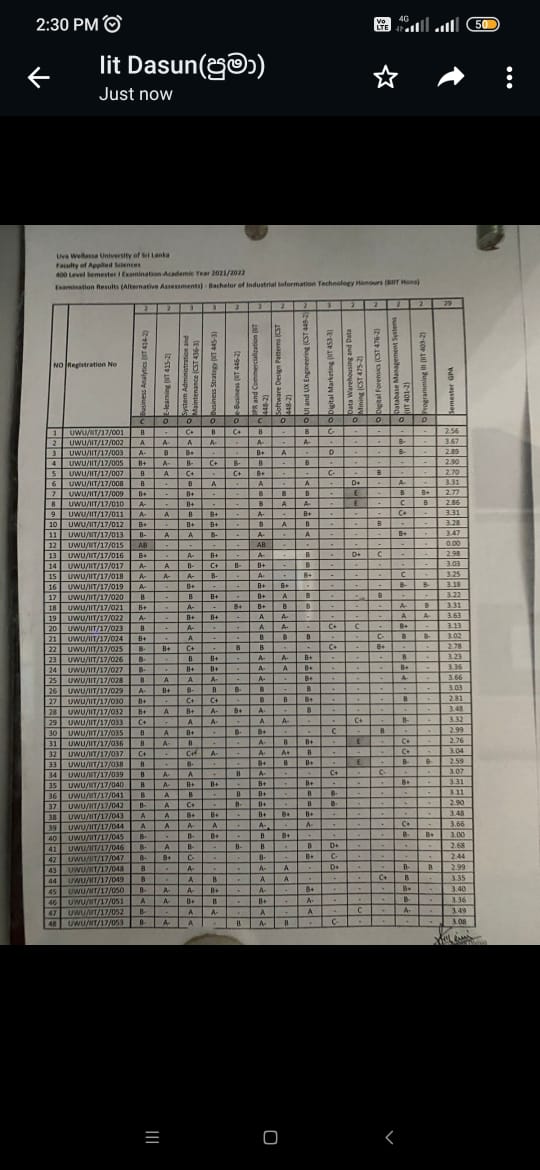 2:30 PM
Vo LTE 4G 50
Iit Dasun(පුමා)
Just now
Uva Wellassa University of Sri Lanka
Faculty of Applied Sciences
400 Level Semester I Examination-Academic Year 2021/2022
Examination Results (Alternative Assessments) - Bachelor of Industrial Information Technology Honours (BIIT Hons)
2 2 3 3 2 2 2 2 3 2 2 2 2 29
NO Registration No Business Analytics (IIT 414-2) E-learning (IIT 415-2) System Administration and Maintenance (CST 436-3) Business Strategy (IIT 445-3) e-Business (IIT 446-2) IPR and Commercialization (IIT 448-2) Software Design Patterns (CST 448-2) UI and UX Engineering (CST 449-2) Digital Marketing (IIT 453-3) Data Warehousing and Data Mining (CST 475-2) Digital Forensics (CST 476-2) Database Management Systems (IIT 401-2) Programming III (IIT 403-2) Semester GPA
C O O O O C O O O O O O O
1 UWU/IIT/17/001 B - C+ B C+ B - B C- - - - - 2.56
2 UWU/IIT/17/002 A A- A A- - A- - A- - - - B- - 3.67
3 UWU/IIT/17/003 A- B B+ - - B+ A - D - - B- - 2.89
4 UWU/IIT/17/005 B+ A- B- C+ B- B - B - - - - - 2.90
5 UWU/IIT/17/007 B A C+ - C+ B+ - - C- - B - - 2.70
6 UWU/IIT/17/008 B - B A - A - A - D+ - A- - 3.31
7 UWU/IIT/17/009 B+ - B+ - - B B B - E - B B+ 2.77
8 UWU/IIT/17/010 A- - B+ - - B A A- - E - C B 2.86
9 UWU/IIT/17/011 A- A B B+ - A- - B+ - - - C+ - 3.31
10 UWU/IIT/17/012 B+ - B+ B+ - B A B - - B - - 3.28
11 UWU/IIT/17/013 B- A A B- - A- - A - - - B+ - 3.47
12 UWU/IIT/17/015 AB - - - - AB - - - - - - - 0.00
13 UWU/IIT/17/016 B+ - A- B+ - A- - B - D+ C - - 2.98
14 UWU/IIT/17/017 A- A B- C+ B- B+ - B - - - - - 3.03
15 UWU/IIT/17/018 A- A- A- B- - A- - B+ - - - C - 3.25
16 UWU/IIT/17/019 A- - B+ - - B+ B+ - - - - B- B- 3.18
17 UWU/IIT/17/020 B - B B+ - B+ A B - - B - - 3.22
18 UWU/IIT/17/021 B+ - A- - B+ B+ B B - - - A- B 3.31
19 UWU/IIT/17/022 A- - B+ B+ - A A- - - - - A A- 3.63
20 UWU/IIT/17/023 B - A- - - A A- - C+ C - B+ - 3.13
21 UWU/IIT/17/024 B+ - A - - B B B - - C- B B- 3.02
22 UWU/IIT/17/025 B- B+ C+ - B B - - C+ - B+ - - 2.78
23 UWU/IIT/17/026 B- - B B+ - A- A- B+ - - - B - 3.23
24 UWU/IIT/17/027 B- - B+ B+ - A- A B+ - - - B+ - 3.36
25 UWU/IIT/17/028 B A A A- - A- - B+ - - - A- - 3.66
26 UWU/IIT/17/029 A- B+ B- B B- B - B - - - - - 3.03
27 UWU/IIT/17/030 B+ - C+ C+ - B B B+ - - - B - 2.81
28 UWU/IIT/17/032 B+ A B+ A- B+ A - B - - - - - 3.48
29 UWU/IIT/17/033 C+ - A A- - A A- - - C+ - B- - 3.32
30 UWU/IIT/17/035 B A B+ - B- B+ - - C - B - - 2.99
31 UWU/IIT/17/036 B A- B - - A- B B+ - E - C+ - 2.76
32 UWU/IIT/17/037 C+ - A- - A- A+ B - - - C+ - 3.04
33 UWU/IIT/17/038 B - B- - - B+ B B+ - E - B- B- 2.59
34 UWU/IIT/17/039 B A- A - B A- - - C+ - C- - - 3.07
35 UWU/IIT/17/040 B A- B+ B+ - B+ - B+ - - - B+ - 3.31
36 UWU/IIT/17/041 B A B - B B+ - B B- - - - - 3.11
37 UWU/IIT/17/042 B- A C+ - B- B+ - B B- - - - - 2.90
38 UWU/IIT/17/043 A A B+ B+ - B+ B+ B+ - - - - - 3.48
39 UWU/IIT/17/044 A A A- A - A- - A- - - - C+ - 3.66
40 UWU/IIT/17/045 B- - B- B+ - B B+ - - - - B- B+ 3.00
41 UWU/IIT/17/046 B- A B- - B- B - B D+ - - - - 2.68
42 UWU/IIT/17/047 B- B+ C- - - B- - B+ C- - - - - 2.44
43 UWU/IIT/17/048 B - A- - - A- A - D+ - - B- B 2.99
44 UWU/IIT/17/049 B - A B - A A - - - C+ B - 3.35
45 UWU/IIT/17/050 B- A- A- B+ - A- - B+ - - - B+ - 3.40
46 UWU/IIT/17/051 A A- B+ B - B+ - A- - - - B- - 3.36
47 UWU/IIT/17/052 B- - A A- - A - A - C - A- - 3.49
48 UWU/IIT/17/053 B- A- A - B A- B - C- - - - - 3.08